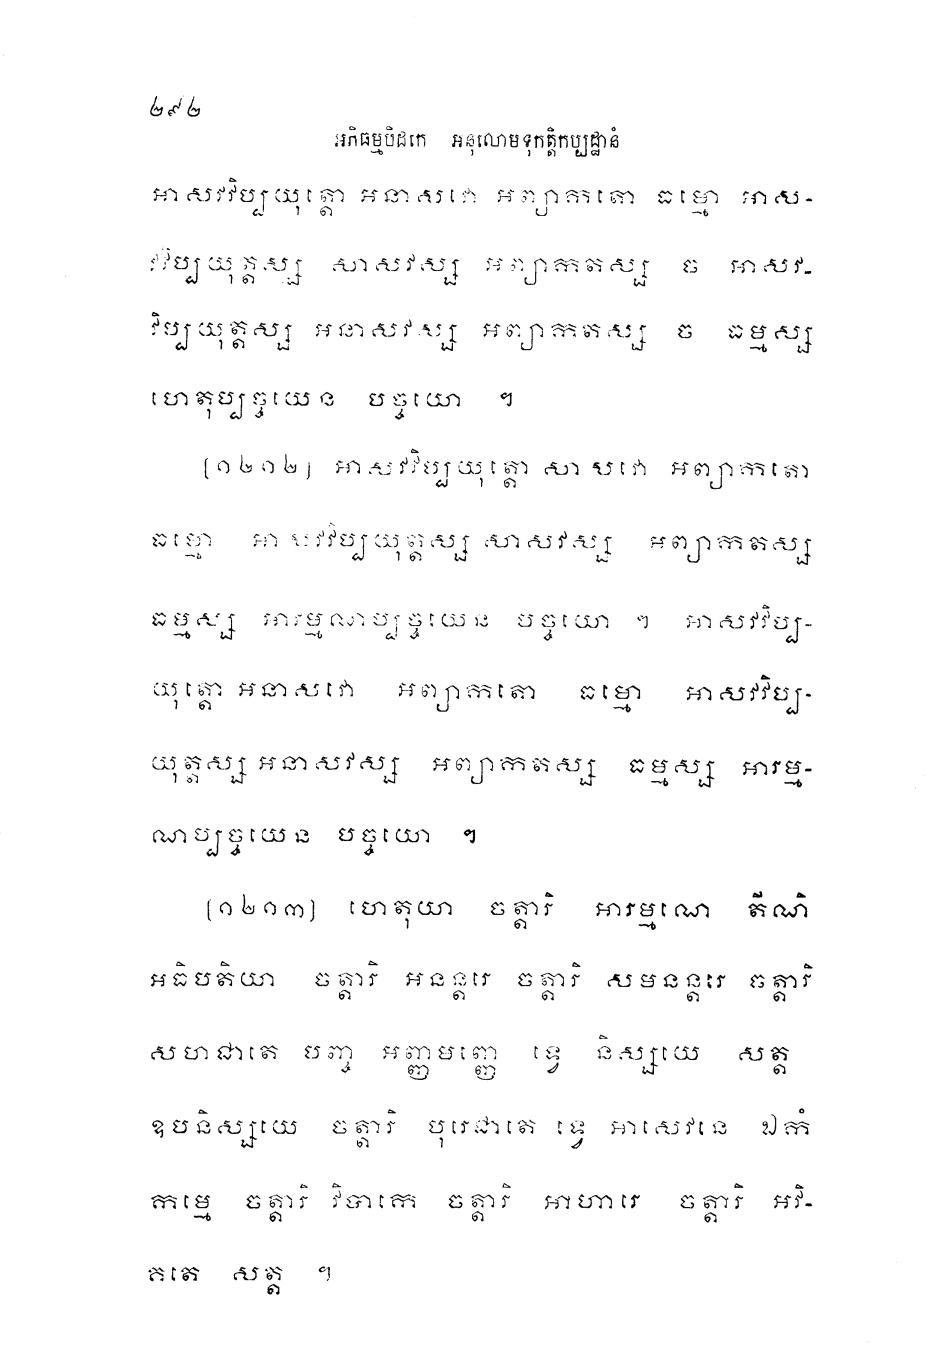 ២៩២
អភិធម្មបិដកេ អនុលោមទុកត្តិកប្បដ្ឋានំ
អាសវវិប្បយុត្តោ អនាសវោ អព្យាកតោ ធម្មោ អាស-
វវិប្បយុត្តស្ស សាសវស្ស អព្យាកតស្ស ច អាសវ-
វិប្បយុត្តស្ស អនាសវស្ស អព្យាកតស្ស ច ធម្មស្ស
ហេតុប្បច្ចយេន បច្ចយោ ។
(១២១២) អាសវវិប្បយុត្តោ សាសវោ អព្យាកតោ
ធម្មោ អាសវវិប្បយុត្តស្ស សាសវស្ស អព្យាកតស្ស
ធម្មស្ស អារម្មណប្បច្ចយេន បច្ចយោ ។ អាសវវិប្ប-
យុត្តោ អនាសវោ អព្យាកតោ ធម្មោ អាសវវិប្ប-
យុត្តស្ស អនាសវស្ស អព្យាកតស្ស ធម្មស្ស អារម្ម-
ណប្បច្ចយេន បច្ចយោ ។
(១២១៣) ហេតុយា ចត្តារិ អារម្មណេ តីណិ
អធិបតិយា ចត្តារិ អនន្តរេ ចត្តារិ សមនន្តរេ ចត្តារិ
សហជាតេ បញ្ច អញ្ញមញ្ញេ ទ្វេ និស្សយេ សត្ត
ឧបនិស្សយេ ចត្តារិ បុរេជាតេ ទ្វេ អាសេវនេ ឯកំ
កម្មេ ចត្តារិ វិបាកេ ចត្តារិ អាហារេ ចត្តារិ អវិ-
គតេ សត្ត ។